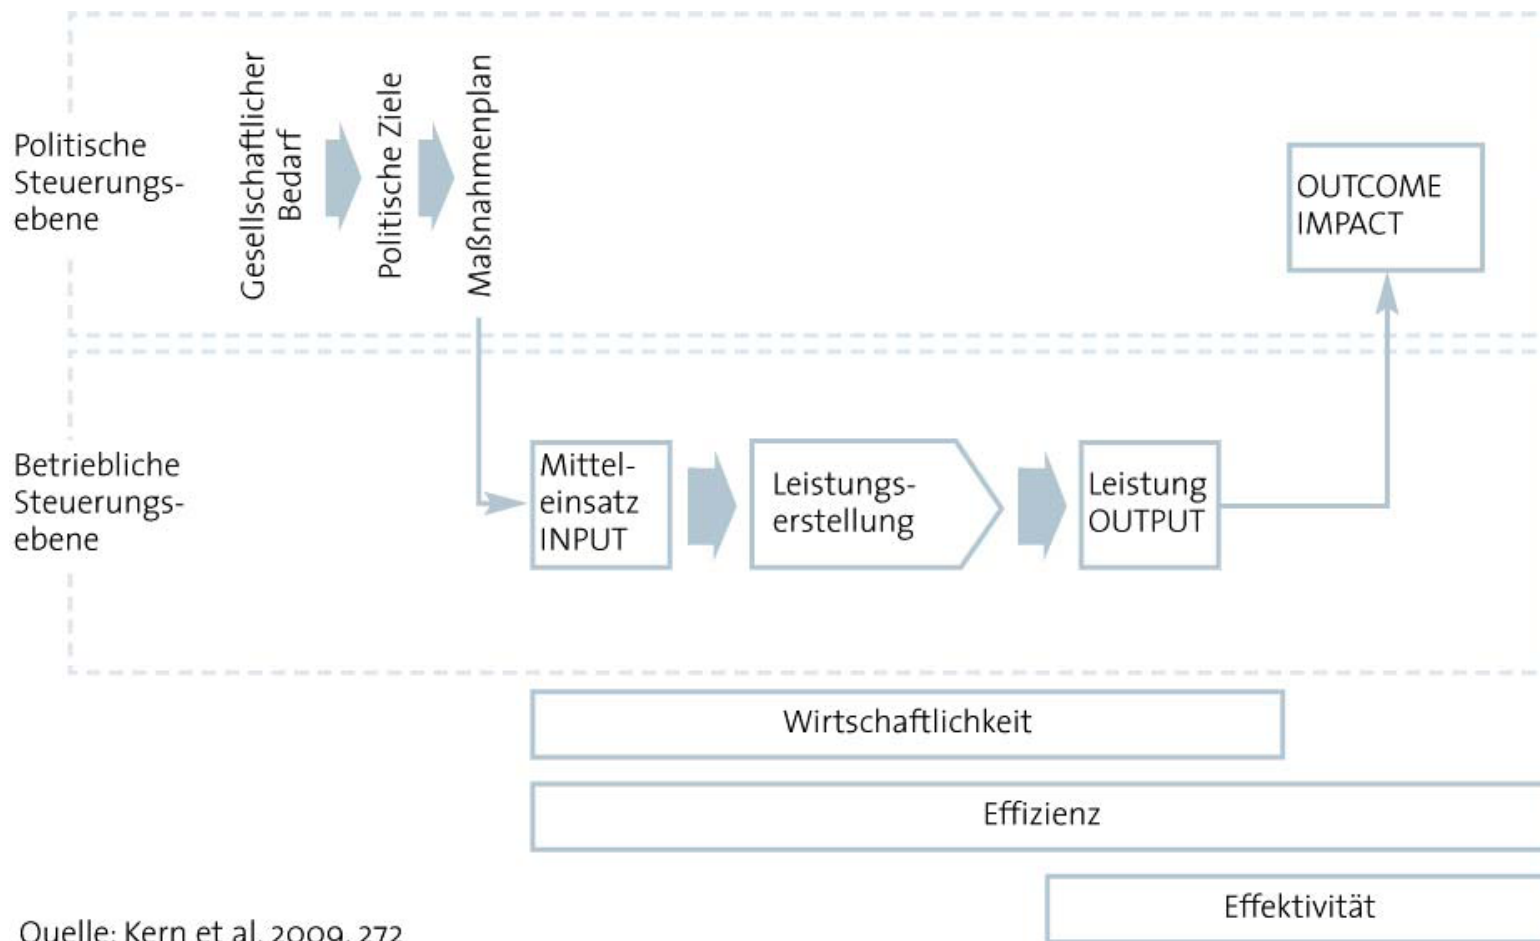 Politische
Steuerungs-
ebene
Gesellschaftlicher
Bedarf
Politische Ziele
Maßnahmenplan
OUTCOME
IMPACT
Betriebliche
Steuerungs-
ebene
Mittel-
einsatz
INPUT
Leistungs-
erstellung
Leistung
OUTPUT
Wirtschaftlichkeit
Effizienz
Effektivität
Quelle: Kern et al. 2009, 272